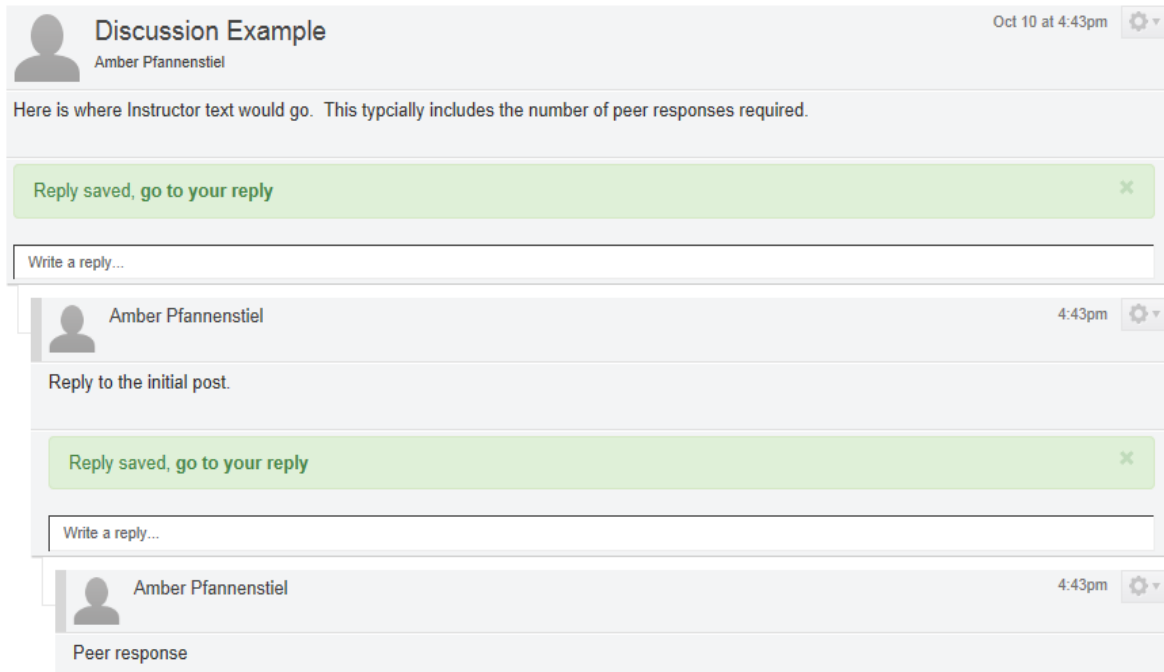 Discussion Example
Oct 10 at 4:43pm
Amber Pfannenstiel
Here is where Instructor text would go. This typcially includes the number of peer responses required.
Reply saved, go to your reply
Write a reply...
Amber Pfannenstiel
4:43pm
Reply to the initial post.
Reply saved, go to your reply
Write a reply...
Amber Pfannenstiel
4:43pm
Peer response